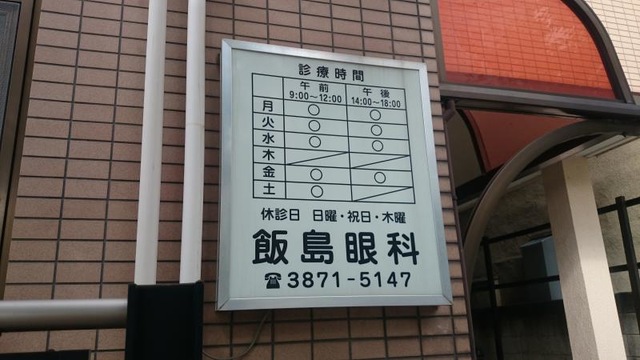 診療時間
午前 午後
9:00～12:00 14:00～18:00
月 ○ ○
火 ○ ○
水 ○ ○
木
金 ○ ○
土 ○
休診日 日曜・祝日・木曜
飯島眼科
☎3871-5147